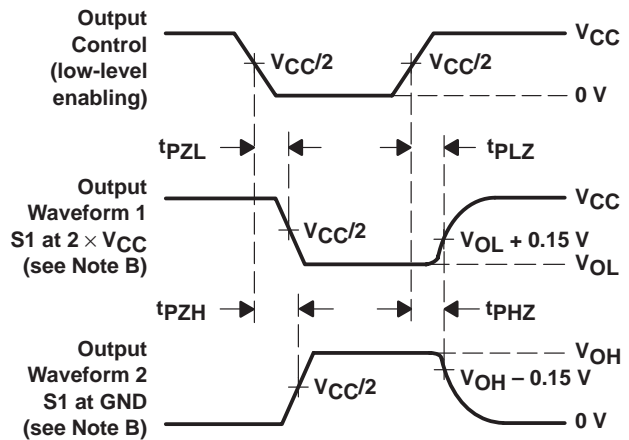 Output
Control
(low-level
enabling)
VCC
VCC/2
VCC/2
0 V
tPZL
tPLZ
Output
Waveform 1
S1 at 2 × VCC
(see Note B)
VCC
VCC/2
VOL + 0.15 V
VOL
tPZH
tPHZ
Output
Waveform 2
S1 at GND
(see Note B)
VOH
VCC/2
VOH – 0.15 V
0 V